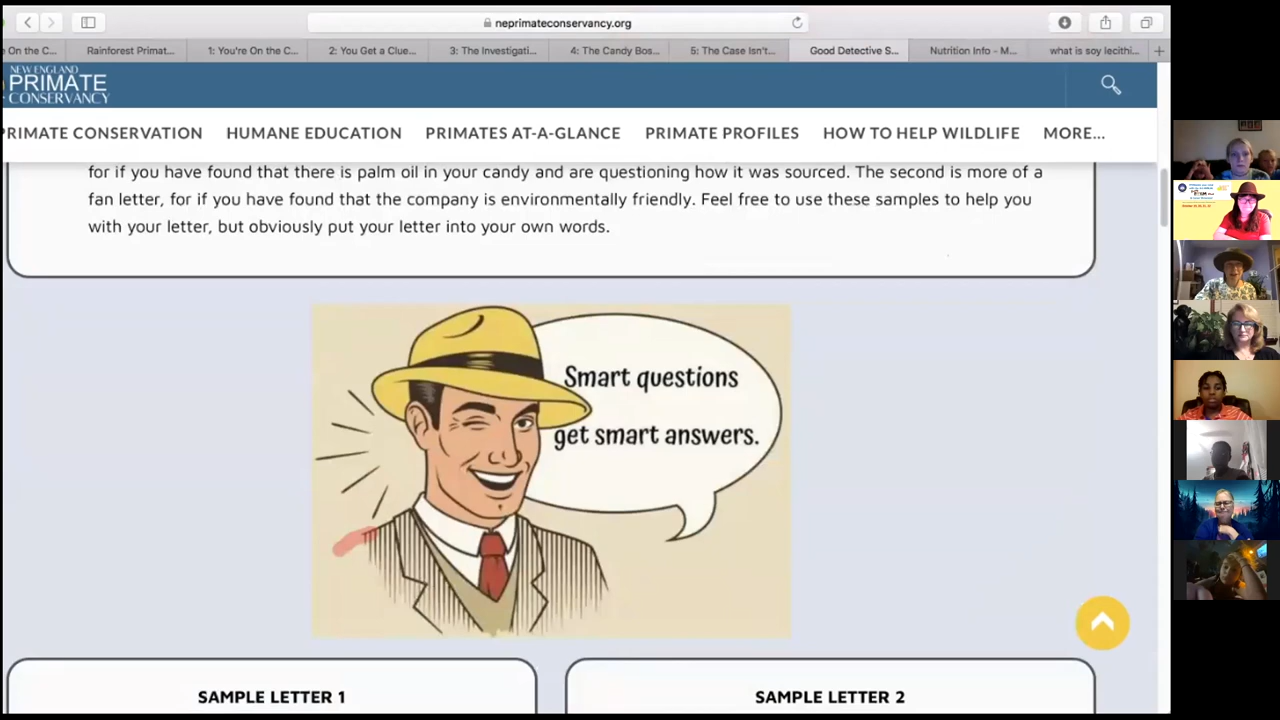 neprimateconservancy.org
e On the C...
Rainforest Primat...
1: You're On the C...
2: You Get a Clue...
3: The Investigati...
4: The Candy Bos...
5: The Case Isn't...
Good Detective S...
Nutrition Info - M...
what is soy lecithi...
NEW ENGLAND
PRIMATE
CONSERVANCY
PRIMATE CONSERVATION
HUMANE EDUCATION
PRIMATES AT-A-GLANCE
PRIMATE PROFILES
HOW TO HELP WILDLIFE
MORE...
for if you have found that there is palm oil in your candy and are questioning how it was sourced. The second is more of a
fan letter, for if you have found that the company is environmentally friendly. Feel free to use these samples to help you
with your letter, but obviously put your letter into your own words.
Smart questions
get smart answers.
SAMPLE LETTER 1
SAMPLE LETTER 2